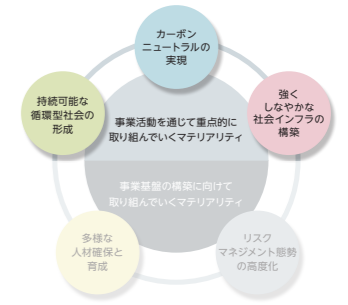 カーボン
ニュートラルの
実現
持続可能な
循環型社会の
形成
強く
しなやかな
社会インフラの
構築
事業活動を通じて重点的に
取り組んでいくマテリアリティ
事業基盤の構築に向けて
取り組んでいくマテリアリティ
多様な
人材確保と
育成
リスク
マネジメント態勢
の高度化